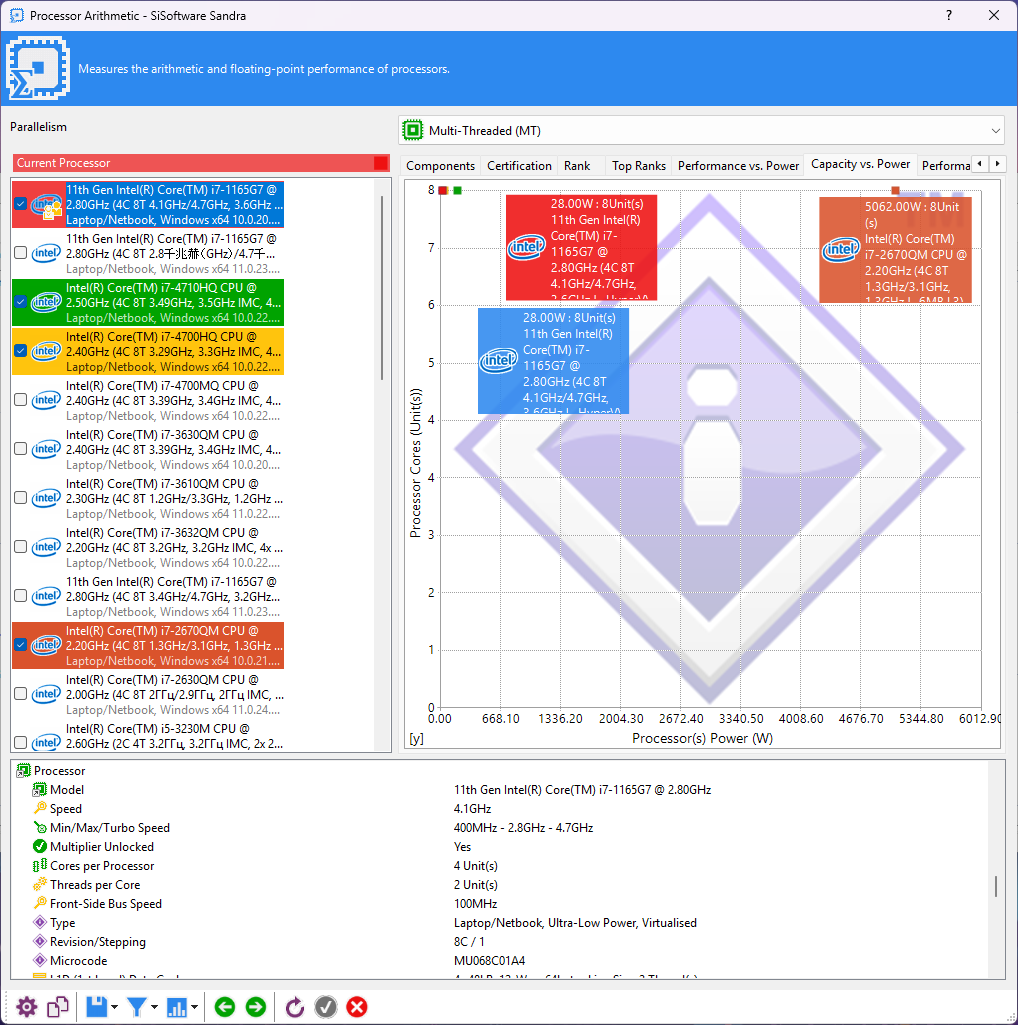 Processor Arithmetic - SiSoftware Sandra
?
Measures the arithmetic and floating-point performance of processors.
Parallelism
Multi-Threaded (MT)
Current Processor
11th Gen Intel(R) Core(TM) i7-1165G7 @
2.80GHz (4C 8T 4.1GHz/4.7GHz, 3.6GHz ...
Laptop/Netbook, Windows x64 10.0.20....
intel
11th Gen Intel(R) Core(TM) i7-1165G7 @
2.80GHz (4C 8T 2.8千兆赫(GHz)/4.7千...
Laptop/Netbook, Windows x64 11.0.23....
intel
Intel(R) Core(TM) i7-4710HQ CPU @
2.50GHz (4C 8T 3.49GHz, 3.5GHz IMC, 4...
Laptop/Netbook, Windows x64 10.0.22....
intel
Intel(R) Core(TM) i7-4700HQ CPU @
2.40GHz (4C 8T 3.29GHz, 3.3GHz IMC, 4...
Laptop/Netbook, Windows x64 10.0.22....
intel
Intel(R) Core(TM) i7-4700MQ CPU @
2.40GHz (4C 8T 3.39GHz, 3.4GHz IMC, 4...
Laptop/Netbook, Windows x64 10.0.22....
intel
Intel(R) Core(TM) i7-3630QM CPU @
2.40GHz (4C 8T 3.39GHz, 3.4GHz IMC, 4...
Laptop/Netbook, Windows x64 10.0.20....
intel
Intel(R) Core(TM) i7-3610QM CPU @
2.30GHz (4C 8T 1.2GHz/3.3GHz, 1.2GHz ...
Laptop/Netbook, Windows x64 11.0.22....
intel
Intel(R) Core(TM) i7-3632QM CPU @
2.20GHz (4C 8T 3.2GHz, 3.2GHz IMC, 4x ...
Laptop/Netbook, Windows x64 10.0.22....
intel
11th Gen Intel(R) Core(TM) i7-1165G7 @
2.80GHz (4C 8T 3.4GHz/4.7GHz, 3.2GHz...
Laptop/Netbook, Windows x64 11.0.23....
intel
Intel(R) Core(TM) i7-2670QM CPU @
2.20GHz (4C 8T 1.3GHz/3.1GHz, 1.3GHz ...
Laptop/Netbook, Windows x64 10.0.21....
intel
Intel(R) Core(TM) i7-2630QM CPU @
2.00GHz (4C 8T 2ГГц/2.9ГГц, 2ГГц IMC, ...
Laptop/Netbook, Windows x64 11.0.24....
intel
Intel(R) Core(TM) i5-3230M CPU @
2.60GHz (2C 4T 3.2ГГц, 3.2ГГц IMC, 2x 2...
intel
Components
Certification
Rank
Top Ranks
Performance vs. Power
Capacity vs. Power
Performa
TM
28.00W : 8Unit(s)
11th Gen Intel(R)
Core(TM) i7-
1165G7 @
2.80GHz (4C 8T
4.1GHz/4.7GHz,
3.6GHz L, HyperV)
intel
5062.00W : 8Unit
(s)
Intel(R) Core(TM)
i7-2670QM CPU @
2.20GHz (4C 8T
1.3GHz/3.1GHz,
intel
28.00W : 8Unit(s)
11th Gen Intel(R)
Core(TM) i7-
1165G7 @
2.80GHz (4C 8T
4.1GHz/4.7GHz,
3.6GHz L, HyperV)
intel
8
7
6
5
4
4
3
2
1
0
Processor Cores (Unit(s))
0.00 668.10 1336.20 2004.30 2672.40 3340.50 4008.60 4676.70 5344.80 6012.90
[y]
Processor(s) Power (W)
Processor
Model 11th Gen Intel(R) Core(TM) i7-1165G7 @ 2.80GHz
Speed 4.1GHz
Min/Max/Turbo Speed 400MHz - 2.8GHz - 4.7GHz
Multiplier Unlocked Yes
Cores per Processor 4 Unit(s)
Threads per Core 2 Unit(s)
Front-Side Bus Speed 100MHz
Type Laptop/Netbook, Ultra-Low Power, Virtualised
Revision/Stepping 8C / 1
Microcode MU068C01A4